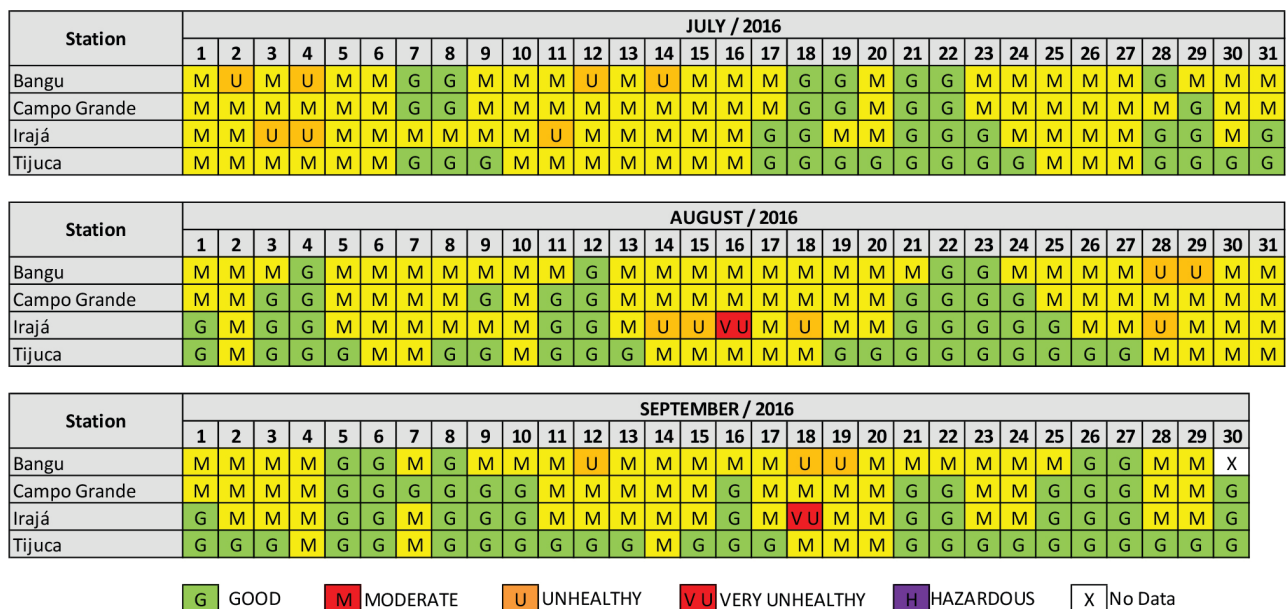 Station JULY / 2016
1 2 3 4 5 6 7 8 9 10 11 12 13 14 15 16 17 18 19 20 21 22 23 24 25 26 27 28 29 30 31
Bangu M U M U M M G G M M M U M U M M M G G M G G M M M M M G M M M
Campo Grande M M M M M M G G M M M M M M M M M G G M G G M M M M M M G M M
Irajá M M U U M M M M M M U M M M M M G G M M G G G M M M M G G M G
Tijuca M M M M M M G G G M M M M M M M G G G G G G G G M M M G G G G
Station AUGUST / 2016
1 2 3 4 5 6 7 8 9 10 11 12 13 14 15 16 17 18 19 20 21 22 23 24 25 26 27 28 29 30 31
Bangu M M M G M M M M M M M G M M M M M M M M M G G M M M M U U M M
Campo Grande M M G G M M M M G M G G M M M M M M M M G G G G M M M M M M M
Irajá G M G G M M M M M M G G M U U V U M U M M G G G G G M M U M M M
Tijuca G M G G G M M G G M G G G M M M M M G G G G G G G G G M M M M
Station SEPTEMBER / 2016
1 2 3 4 5 6 7 8 9 10 11 12 13 14 15 16 17 18 19 20 21 22 23 24 25 26 27 28 29 30
Bangu M M M M G G M G M M M U M M M M M U U M M M M M M G G M M X
Campo Grande M M M M G G G G G G M M M M M G M M M M G G M M G G G M M G
Irajá G M M M G G M G G G M M M M M G M V U M M G G M M G G G M M G
Tijuca G G G M G G M G G G G G G M G G G M M M G G G G G G G G G G
G GOOD M MODERATE U UNHEALTHY V U VERY UNHEALTHY H HAZARDOUS X No Data